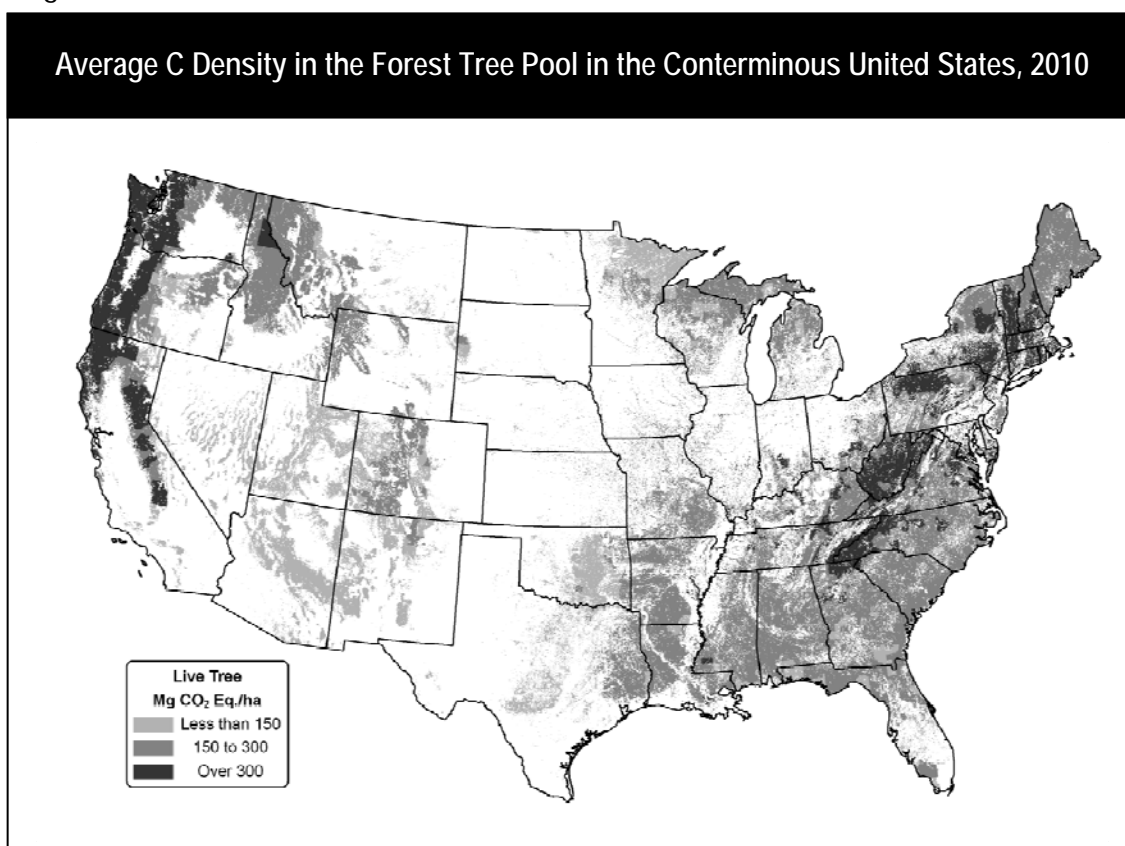 Average C Density in the Forest Tree Pool in the Conterminous United States, 2010
Live Tree
Mg CO₂ Eq./ha
Less than 150
150 to 300
Over 300